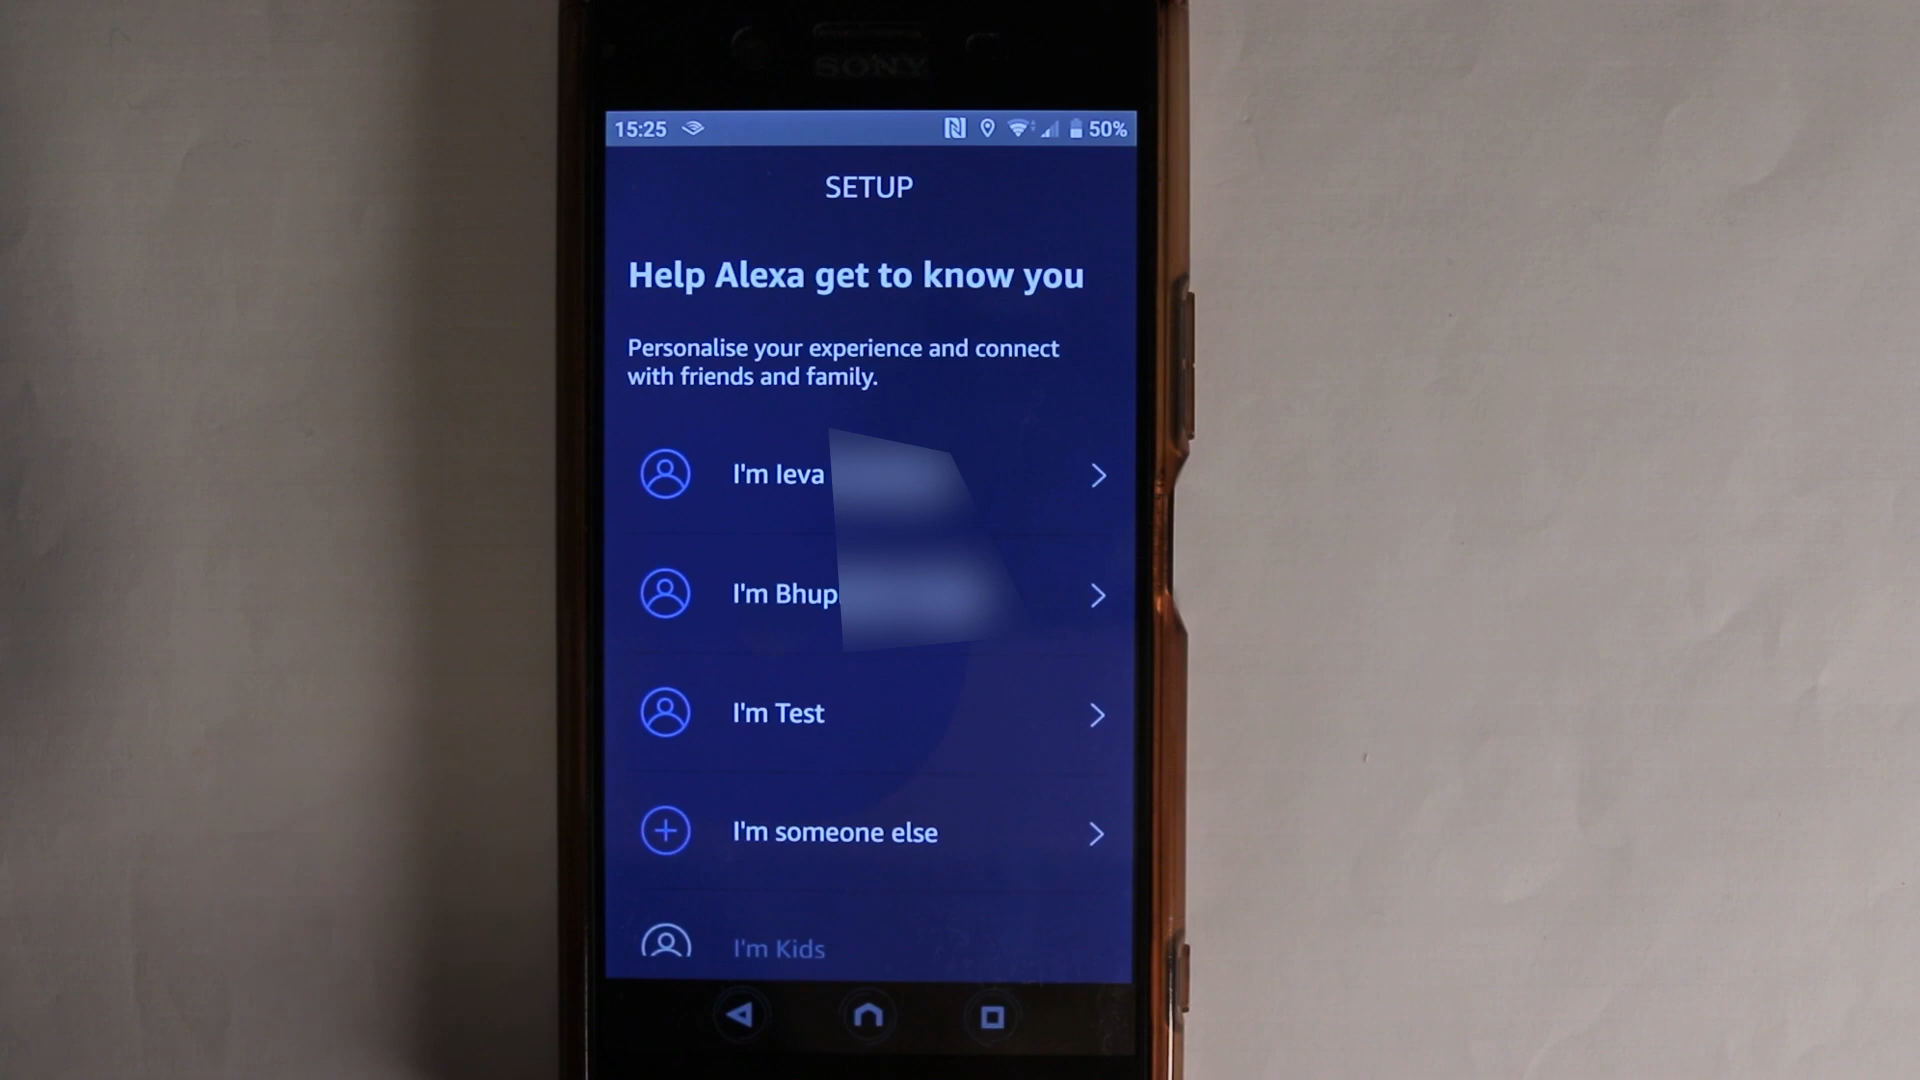 SONY
15:25 50%
SETUP
Help Alexa get to know you
Personalise your experience and connect
with friends and family.
I'm Ieva
I'm Bhup
I'm Test
I'm someone else
I'm Kids